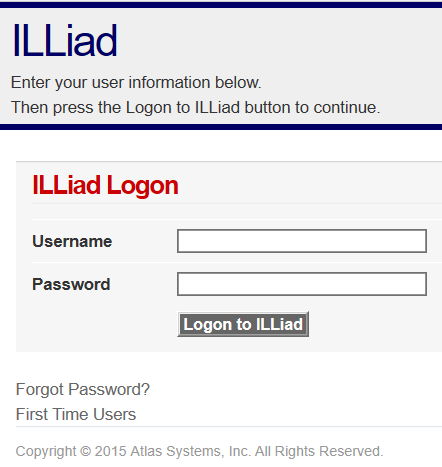 ILLiad
Enter your user information below.
Then press the Logon to ILLiad button to continue.
ILLiad Logon
Username
Password
Logon to ILLiad
Forgot Password?
First Time Users
Copyright © 2015 Atlas Systems, Inc. All Rights Reserved.